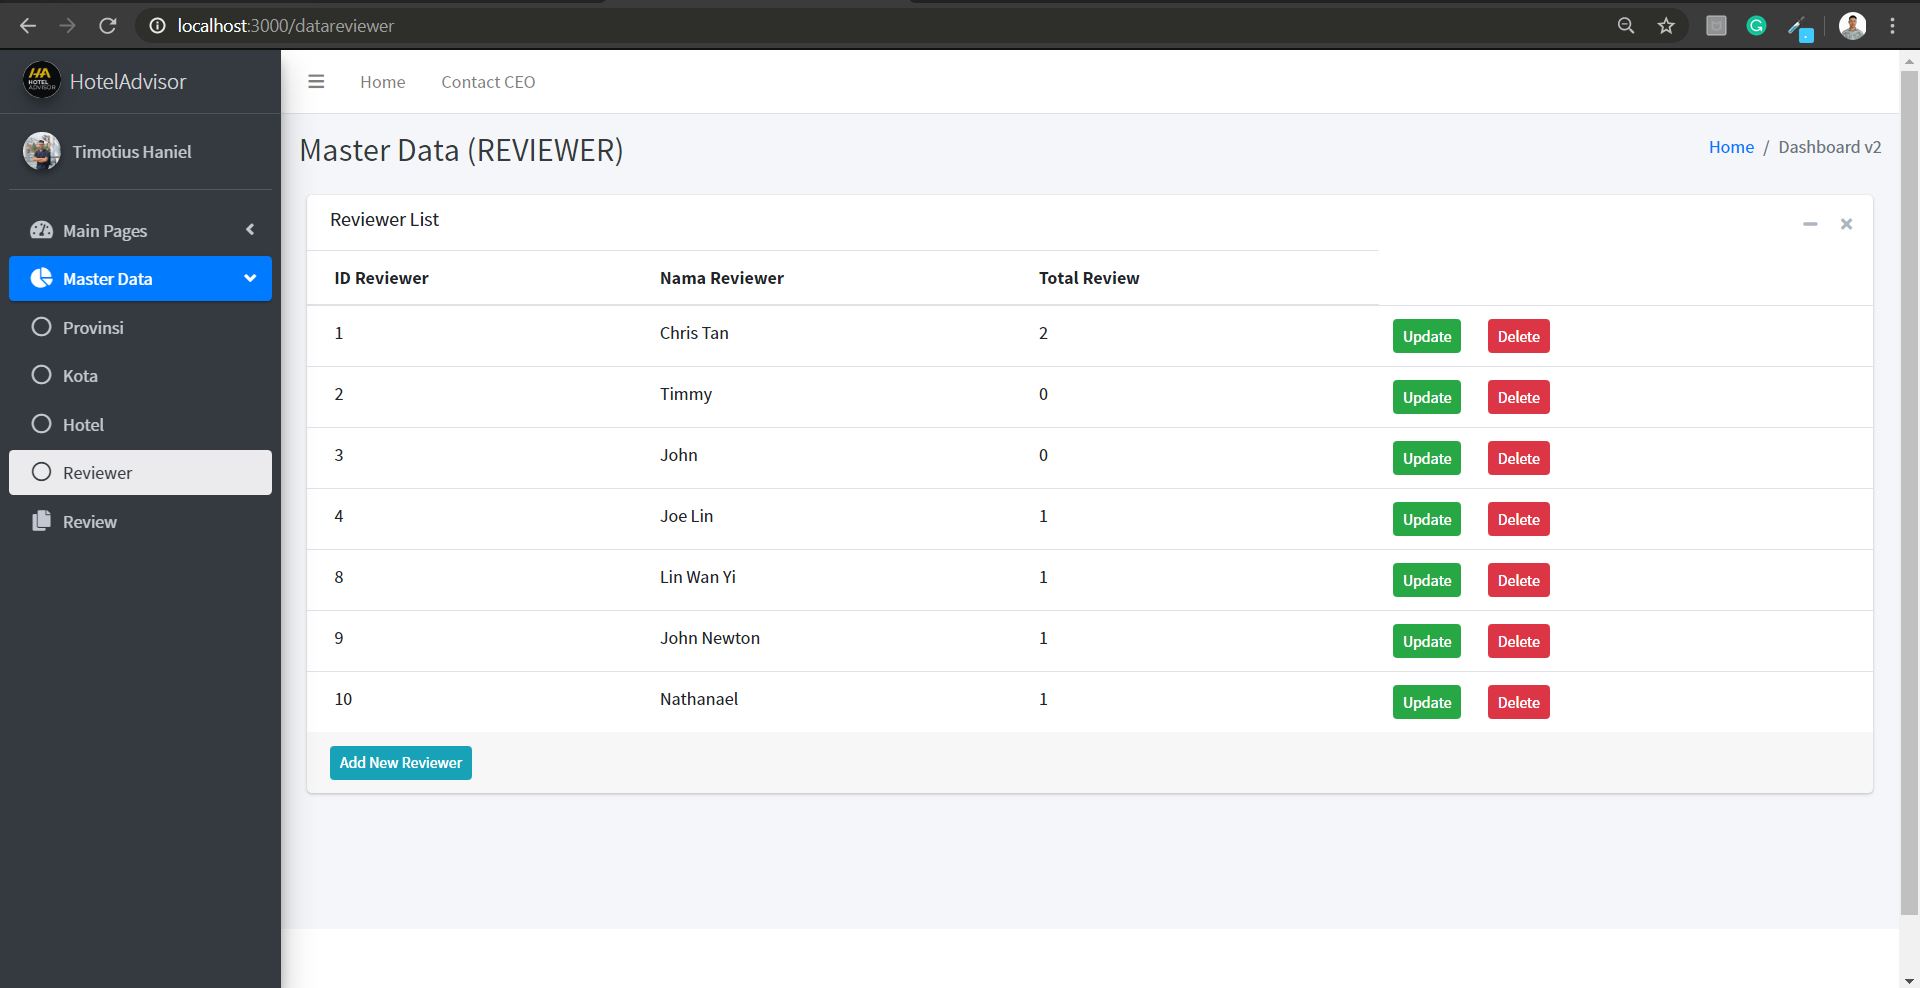 localhost:3000/datareviewer
HA
HOTEL
ADVISOR
HotelAdvisor
Home
Contact CEO
Timotius Haniel
Master Data (REVIEWER)
Home / Dashboard v2
Main Pages
Master Data
Provinsi
Kota
Hotel
Reviewer
Review
Reviewer List
ID Reviewer Nama Reviewer Total Review
1 Chris Tan 2 Update Delete
2 Timmy 0 Update Delete
3 John 0 Update Delete
4 Joe Lin 1 Update Delete
8 Lin Wan Yi 1 Update Delete
9 John Newton 1 Update Delete
10 Nathanael 1 Update Delete
Add New Reviewer